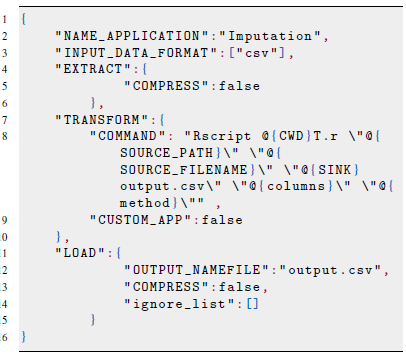 1 {
2 "NAME_APPLICATION":"Imputation",
3 "INPUT_DATA_FORMAT":["csv"],
4 "EXTRACT":{
5 "COMPRESS":false
6 },
7 "TRANSFORM":{
8 "COMMAND": "Rscript @{CWD}T.r \"@{
SOURCE_PATH}\" \"@{
SOURCE_FILENAME}\" \"@{SINK}
output.csv\" \"@{columns}\" \"@{
method}\"" ,
9 "CUSTOM_APP":false
0 },
1 "LOAD":{
2 "OUTPUT_NAMEFILE":"output.csv",
3 "COMPRESS":false,
4 "ignore_list":[]
5 }
6 }